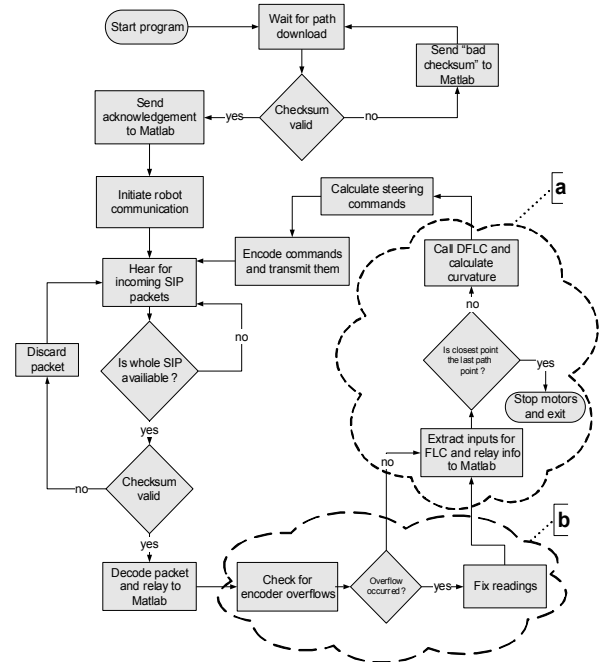 Start program
Wait for path
download
Send “bad
checksum” to
Matlab
Send
acknowledgement
to Matlab
yes
Checksum
valid
no
Initiate robot
communication
Calculate steering
commands
a
Encode commands
and transmit them
Call DFLC and
calculate
curvature
Hear for
incoming SIP
packets
no
no
Discard
packet
Is whole SIP
availiable ?
Is closest point
the last path
point ?
yes
Stop motors
and exit
yes
Extract inputs for
FLC and relay info
to Matlab
no
no
Checksum
valid
b
yes
Decode packet
and relay to
Matlab
Check for
encoder overflows
Overflow
occurred ?
yes
Fix readings